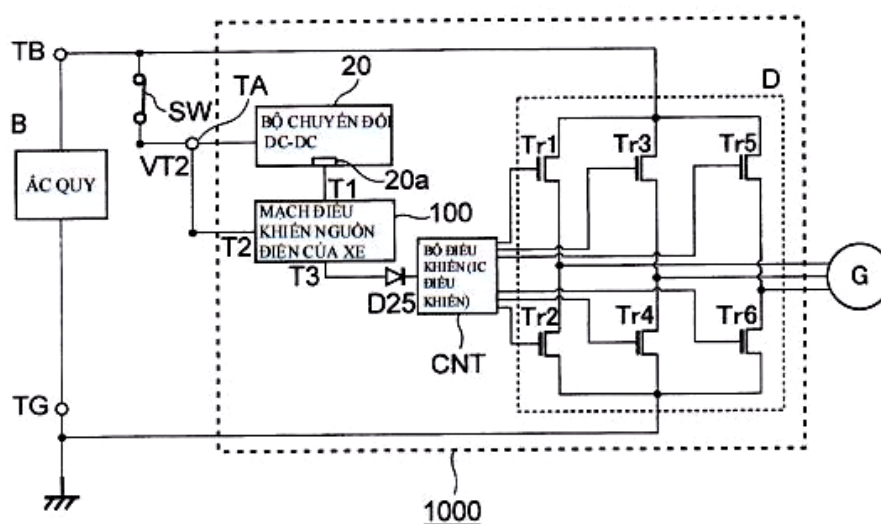 TB
B
ẮC QUY
TG
SW
TA
VT2
20
BỘ CHUYỂN ĐỔI
DC-DC
20a
T1
100
MẠCH ĐIỀU
KHIỂN NGUỒN
ĐIỆN CỦA XE
T2
T3
D25
BỘ ĐIỀU
KHIỂN (IC
ĐIỀU
KHIỂN)
CNT
D
Tr1
Tr3
Tr5
Tr2
Tr4
Tr6
G
1000